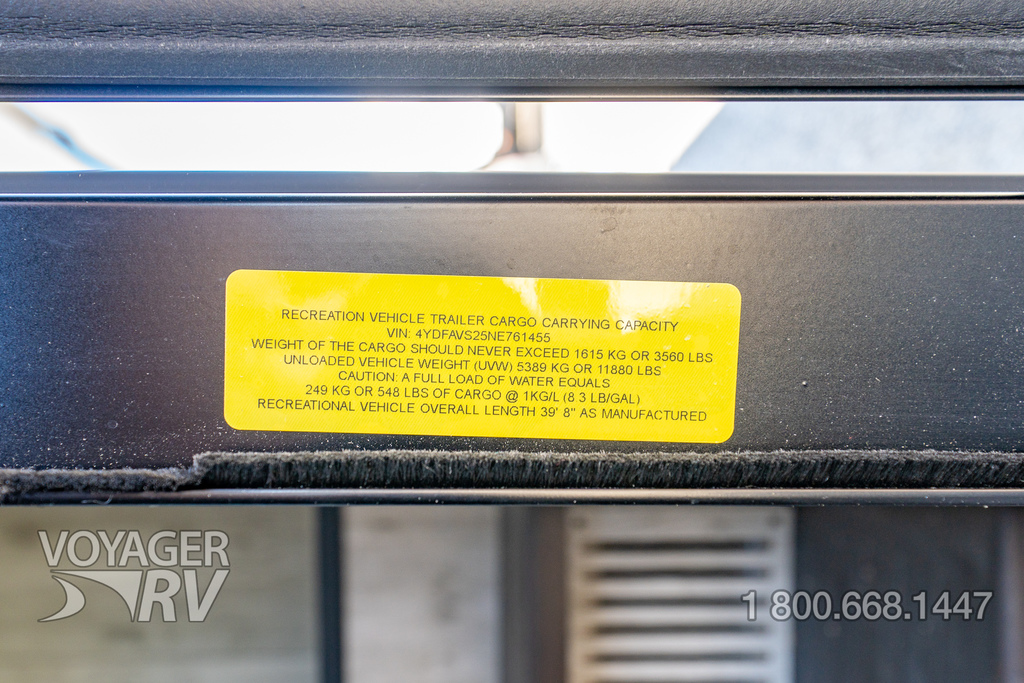 RECREATION VEHICLE TRAILER CARGO CARRYING CAPACITY
VIN: 4YDFAVS25NE761455
WEIGHT OF THE CARGO SHOULD NEVER EXCEED 1615 KG OR 3560 LBS
UNLOADED VEHICLE WEIGHT (UVW) 5389 KG OR 11880 LBS
CAUTION: A FULL LOAD OF WATER EQUALS
249 KG OR 548 LBS OF CARGO @ 1KG/L (8.3 LB/GAL)
RECREATIONAL VEHICLE OVERALL LENGTH 39' 8" AS MANUFACTURED
VOYAGER
RV
1 800.668.1447